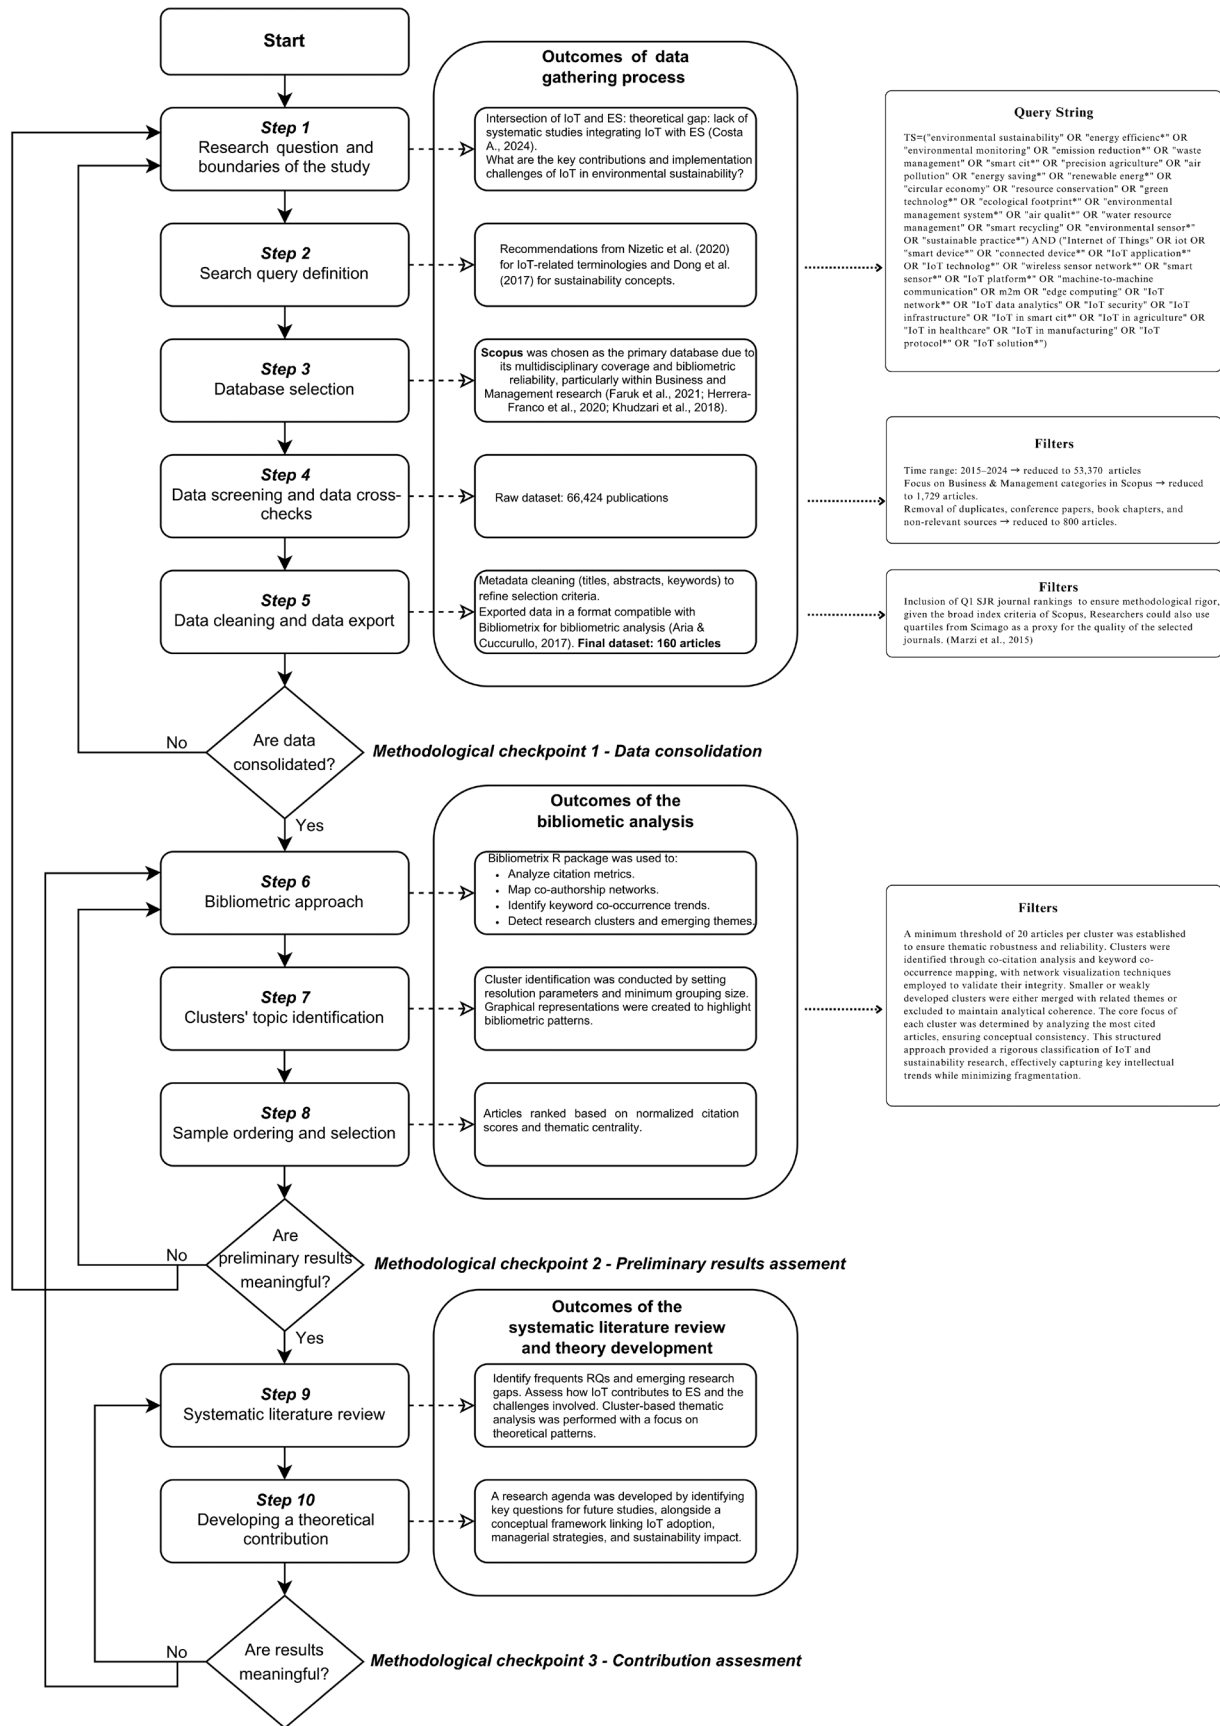 Start
Outcomes of data
gathering process
Step 1
Research question and
boundaries of the study
Intersection of IoT and ES: theoretical gap: lack of
systematic studies integrating IoT with ES (Costa
A., 2024).
What are the key contributions and implementation
challenges of IoT in environmental sustainability?
Query String
TS=("environmental sustainability" OR "energy efficienc*" OR
"environmental monitoring" OR "emission reduction*" OR "waste
management" OR "smart cit*" OR "precision agriculture" OR "air
pollution" OR "energy saving*" OR "renewable energ*" OR
"circular economy" OR "resource conservation" OR "green
technolog*" OR "ecological footprint*" OR "environmental
management system*" OR "air qualit*" OR "water resource
management" OR "smart recycling" OR "environmental sensor*"
OR "sustainable practice*") AND ("Internet of Things" OR iot OR
"smart device*" OR "connected device*" OR "IoT application*"
OR "IoT technolog*" OR "wireless sensor network*" OR "smart
sensor*" OR "IoT platform*" OR "machine-to-machine
communication" OR m2m OR "edge computing" OR "IoT
network*" OR "IoT data analytics" OR "IoT security" OR "IoT
infrastructure" OR "IoT in smart cit*" OR "IoT in agriculture" OR
"IoT in healthcare" OR "IoT in manufacturing" OR "IoT
protocol*" OR "IoT solution*")
Step 2
Search query definition
Recommendations from Nizetic et al. (2020)
for IoT-related terminologies and Dong et al.
(2017) for sustainability concepts.
Step 3
Database selection
Scopus was chosen as the primary database due to
its multidisciplinary coverage and bibliometric
reliability, particularly within Business and
Management research (Faruk et al., 2021; Herrera-
Franco et al., 2020; Khudzari et al., 2018).
Step 4
Data screening and data cross-
checks
Raw dataset: 66,424 publications
Filters
Time range: 2015–2024 → reduced to 53,370 articles
Focus on Business & Management categories in Scopus → reduced
to 1,729 articles.
Removal of duplicates, conference papers, book chapters, and
non-relevant sources → reduced to 800 articles.
Step 5
Data cleaning and data export
Metadata cleaning (titles, abstracts, keywords) to
refine selection criteria.
Exported data in a format compatible with
Bibliometrix for bibliometric analysis (Aria &
Cuccurullo, 2017). Final dataset: 160 articles
Filters
Inclusion of Q1 SJR journal rankings to ensure methodological rigor,
given the broad index criteria of Scopus, Researchers could also use
quartiles from Scimago as a proxy for the quality of the selected
journals. (Marzi et al., 2015)
No
Are data
consolidated?
Methodological checkpoint 1 - Data consolidation
Yes
Outcomes of the
bibliometic analysis
Step 6
Bibliometric approach
Bibliometrix R package was used to:
• Analyze citation metrics.
• Map co-authorship networks.
• Identify keyword co-occurrence trends.
• Detect research clusters and emerging themes.
Step 7
Clusters' topic identification
Cluster identification was conducted by setting
resolution parameters and minimum grouping size.
Graphical representations were created to highlight
bibliometric patterns.
Filters
A minimum threshold of 20 articles per cluster was established
to ensure thematic robustness and reliability. Clusters were
identified through co-citation analysis and keyword co-
occurrence mapping, with network visualization techniques
employed to validate their integrity. Smaller or weakly
developed clusters were either merged with related themes or
excluded to maintain analytical coherence. The core focus of
each cluster was determined by analyzing the most cited
articles, ensuring conceptual consistency. This structured
approach provided a rigorous classification of IoT and
sustainability research, effectively capturing key intellectual
trends while minimizing fragmentation.
Step 8
Sample ordering and selection
Articles ranked based on normalized citation
scores and thematic centrality.
No
Are
preliminary results
meaningful?
Methodological checkpoint 2 - Preliminary results assement
Yes
Outcomes of the
systematic literature review
and theory development
Step 9
Systematic literature review
Identify frequents RQs and emerging research
gaps. Assess how IoT contributes to ES and the
challenges involved. Cluster-based thematic
analysis was performed with a focus on
theoretical patterns.
Step 10
Developing a theoretical
contribution
A research agenda was developed by identifying
key questions for future studies, alongside a
conceptual framework linking IoT adoption,
managerial strategies, and sustainability impact.
No
Are results
meaningful?
Methodological checkpoint 3 - Contribution assesment